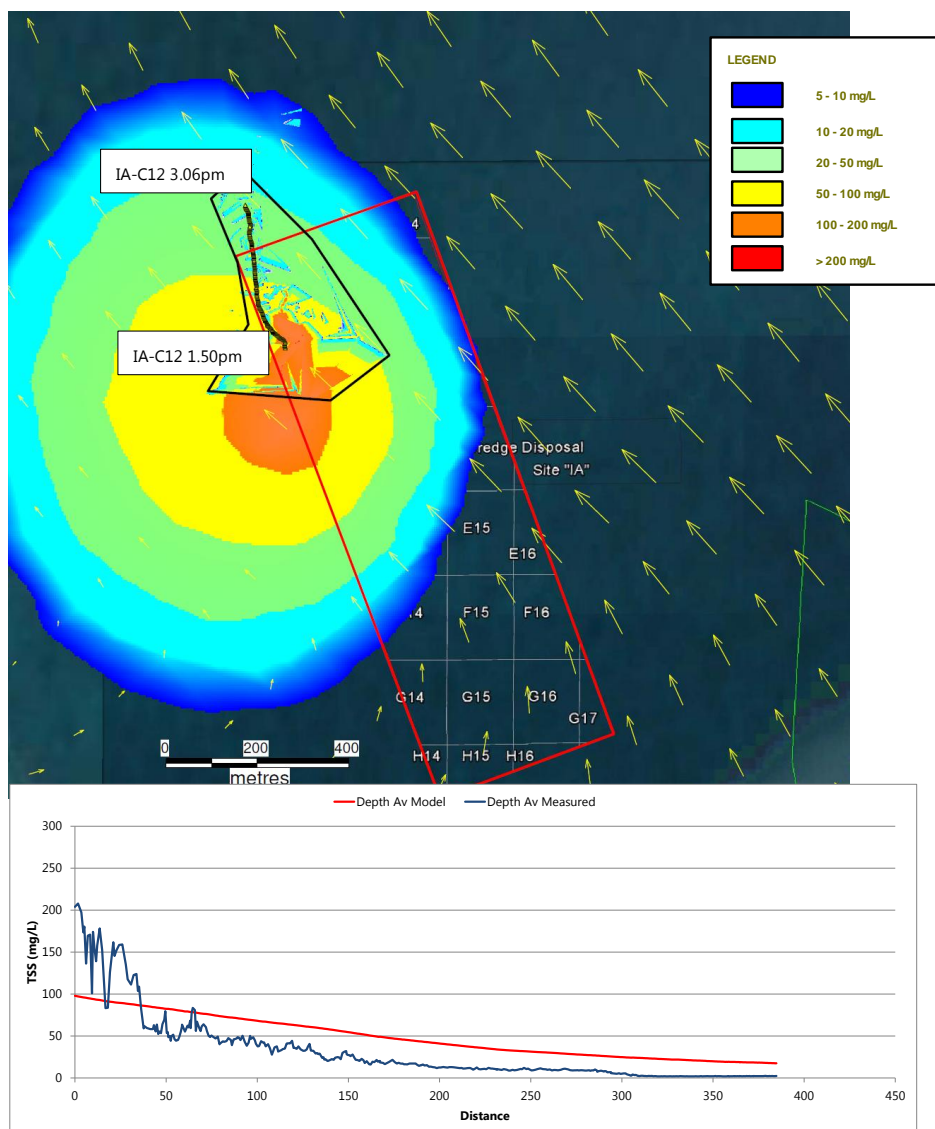 LEGEND
5 - 10 mg/L
10 - 20 mg/L
20 - 50 mg/L
50 - 100 mg/L
100 - 200 mg/L
> 200 mg/L
IA-C12 3.06pm
4
IA-C12 1.50pm
redge Disposal
Site "IA"
E15
E16
14 F15 F16
G14 G15 G16
G17
H14 H15 H16
0 200 400
metres
Depth Av Model Depth Av Measured
TSS (mg/L)
300
250
200
150
100
50
0
0 50 100 150 200 250 300 350 400 450
Distance